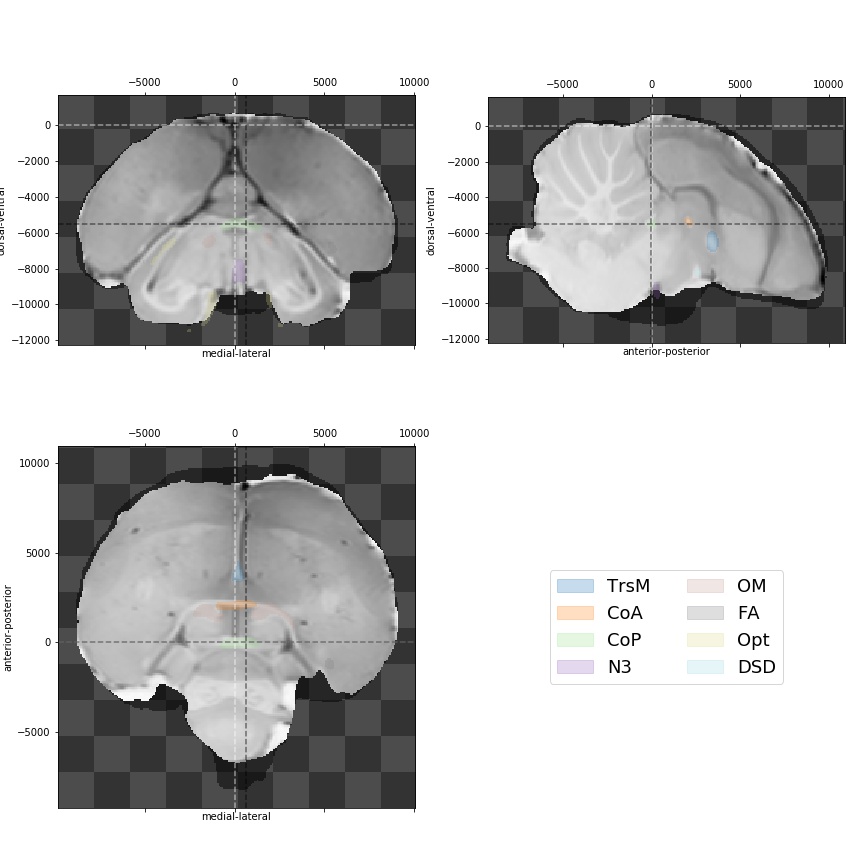 −5000 0 5000 10000
0
−2000
−4000
−6000
−8000
−10000
−12000
dorsal-ventral
medial-lateral
−5000 0 5000 10000
0
−2000
−4000
−6000
−8000
−10000
−12000
dorsal-ventral
anterior-posterior
−5000 0 5000 10000
10000
5000
0
−5000
anterior-posterior
medial-lateral
TrsM OM
CoA FA
CoP Opt
N3 DSD